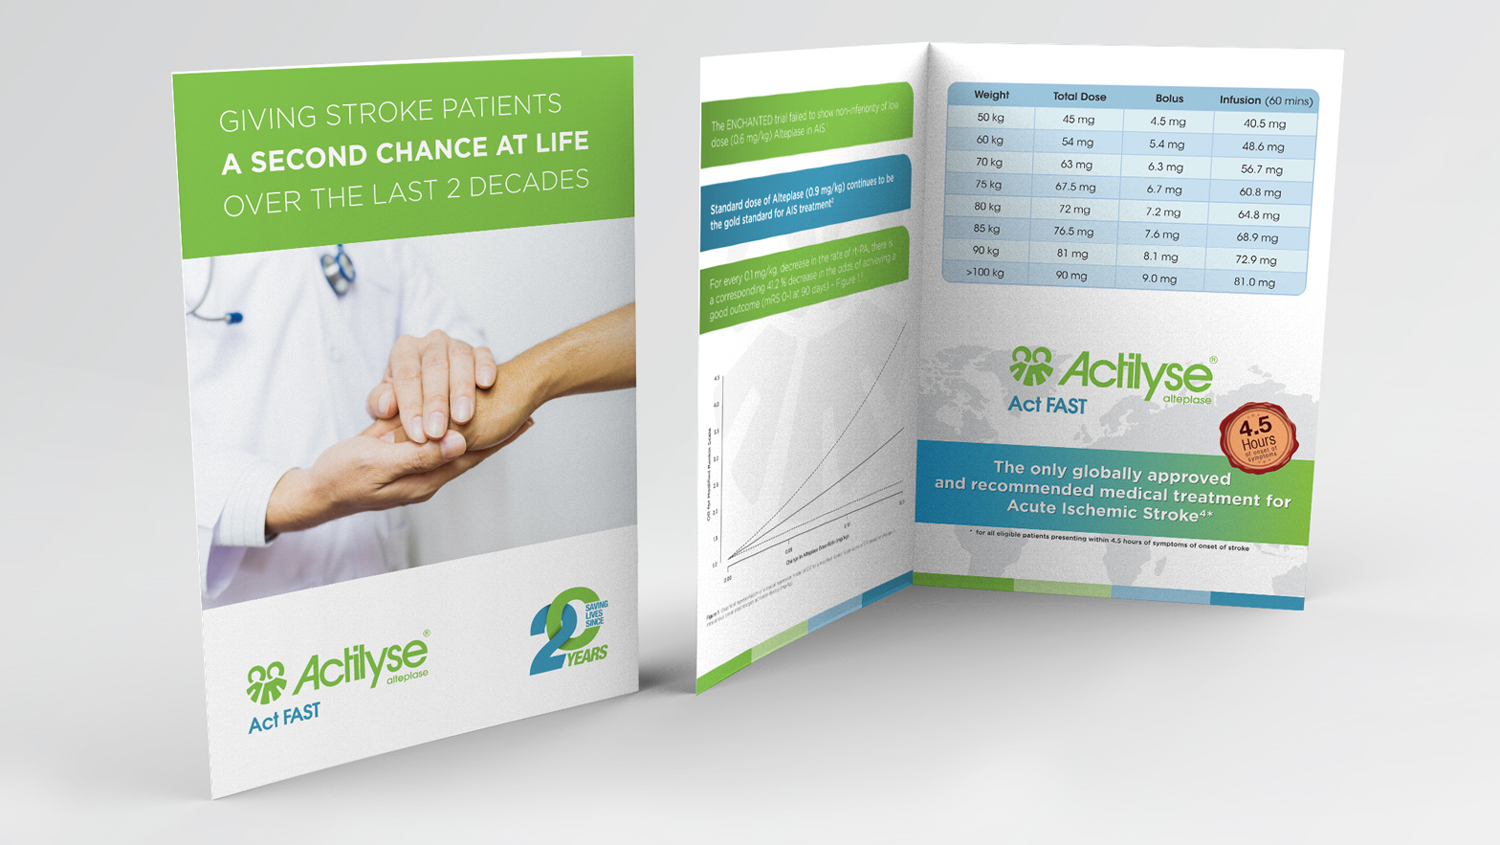 GIVING STROKE PATIENTS
A SECOND CHANCE AT LIFE
OVER THE LAST 2 DECADES
Actilyse®
alteplase
Act FAST
20
SAVING
LIVES
SINCE
YEARS
The ENCHANTED trial failed to show non-inferiority of low
dose (0.6 mg/kg) Alteplase in AIS
Standard dose of Alteplase (0.9 mg/kg) continues to be
the gold standard for AIS treatment²
For every 0.1 mg/kg, decrease in the rate of rt-PA, there is
a corresponding 41.2 % decrease in the odds of achieving a
good outcome (mRS 0-1 at 90 days) - Figure 1
Weight Total Dose Bolus Infusion (60 mins)
50 kg 45 mg 4.5 mg 40.5 mg
60 kg 54 mg 5.4 mg 48.6 mg
70 kg 63 mg 6.3 mg 56.7 mg
75 kg 67.5 mg 6.7 mg 60.8 mg
80 kg 72 mg 7.2 mg 64.8 mg
85 kg 76.5 mg 7.6 mg 68.9 mg
90 kg 81 mg 8.1 mg 72.9 mg
>100 kg 90 mg 9.0 mg 81.0 mg
Actilyse®
alteplase
Act FAST
4.5
Hours
of onset of
symptoms
The only globally approved
and recommended medical treatment for
Acute Ischemic Stroke⁴*
* for all eligible patients presenting within 4.5 hours of symptoms of onset of stroke